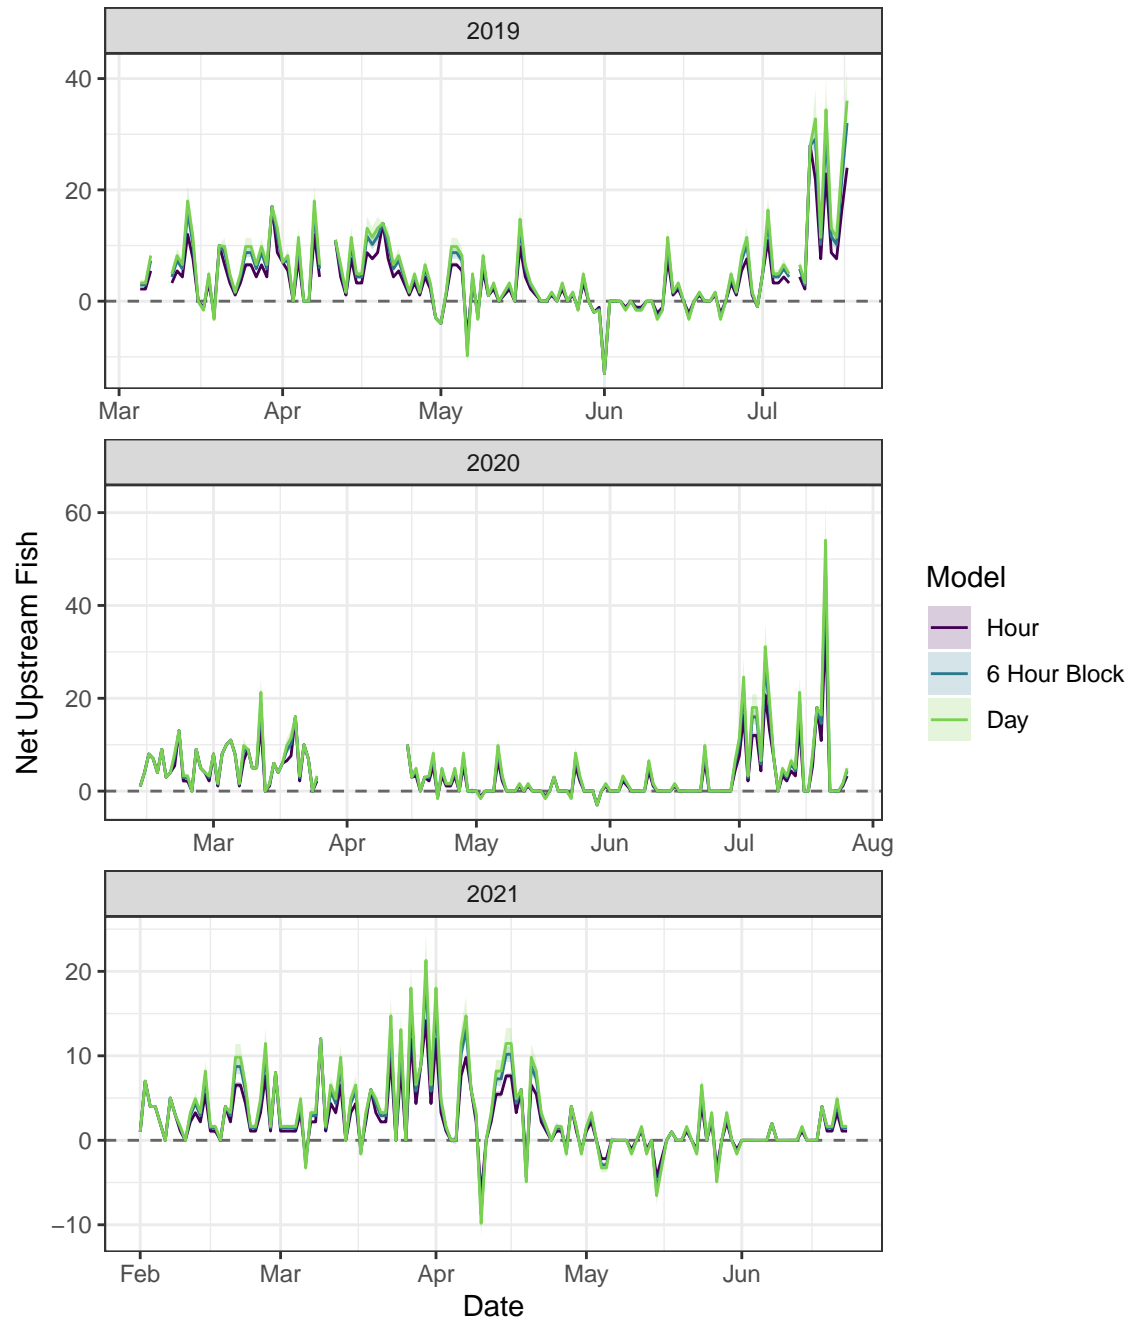 2019
40
20
0
Mar Apr May Jun Jul
2020
60
40
20
0
Mar Apr May Jun Jul Aug
2021
20
10
0
−10
Feb Mar Apr May Jun
Date
Net Upstream Fish
Model
Hour
6 Hour Block
Day